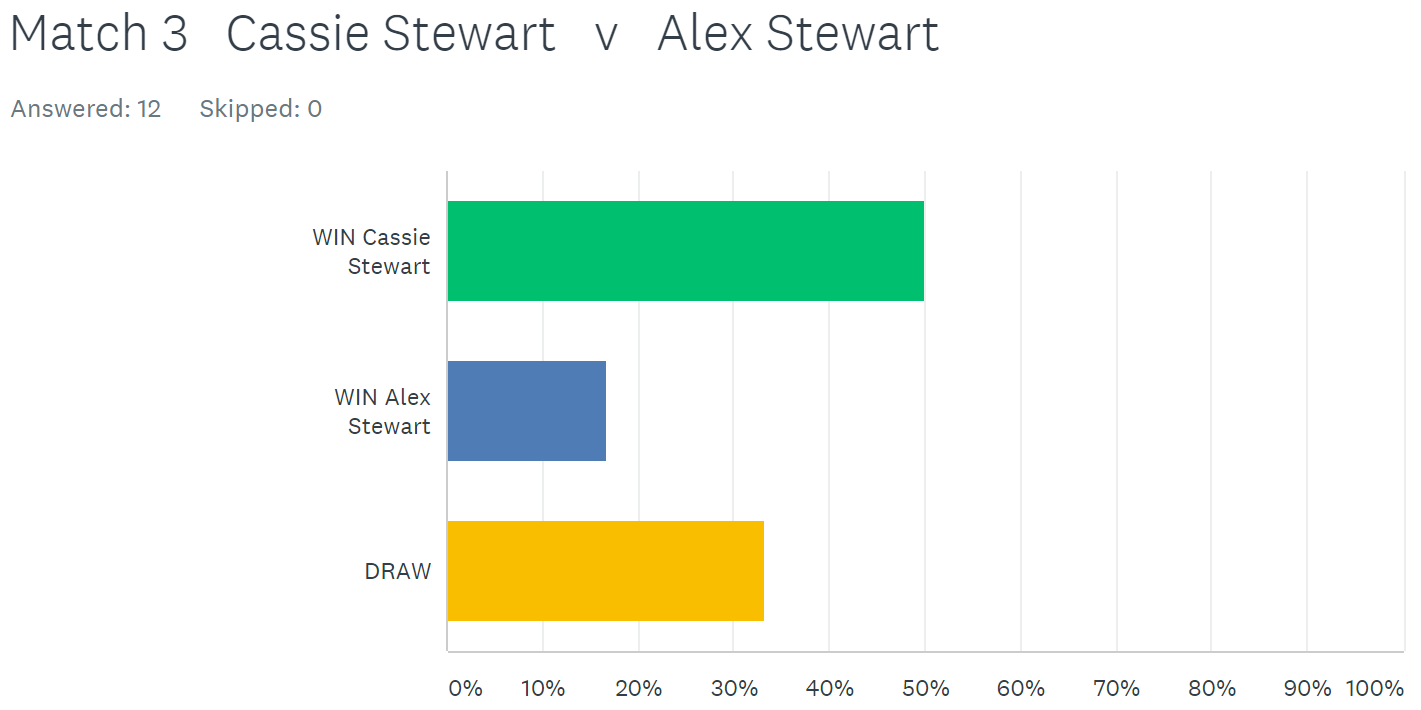 Match 3 Cassie Stewart v Alex Stewart
Answered: 12 Skipped: 0
WIN Cassie
Stewart
WIN Alex
Stewart
DRAW
0% 10% 20% 30% 40% 50% 60% 70% 80% 90% 100%